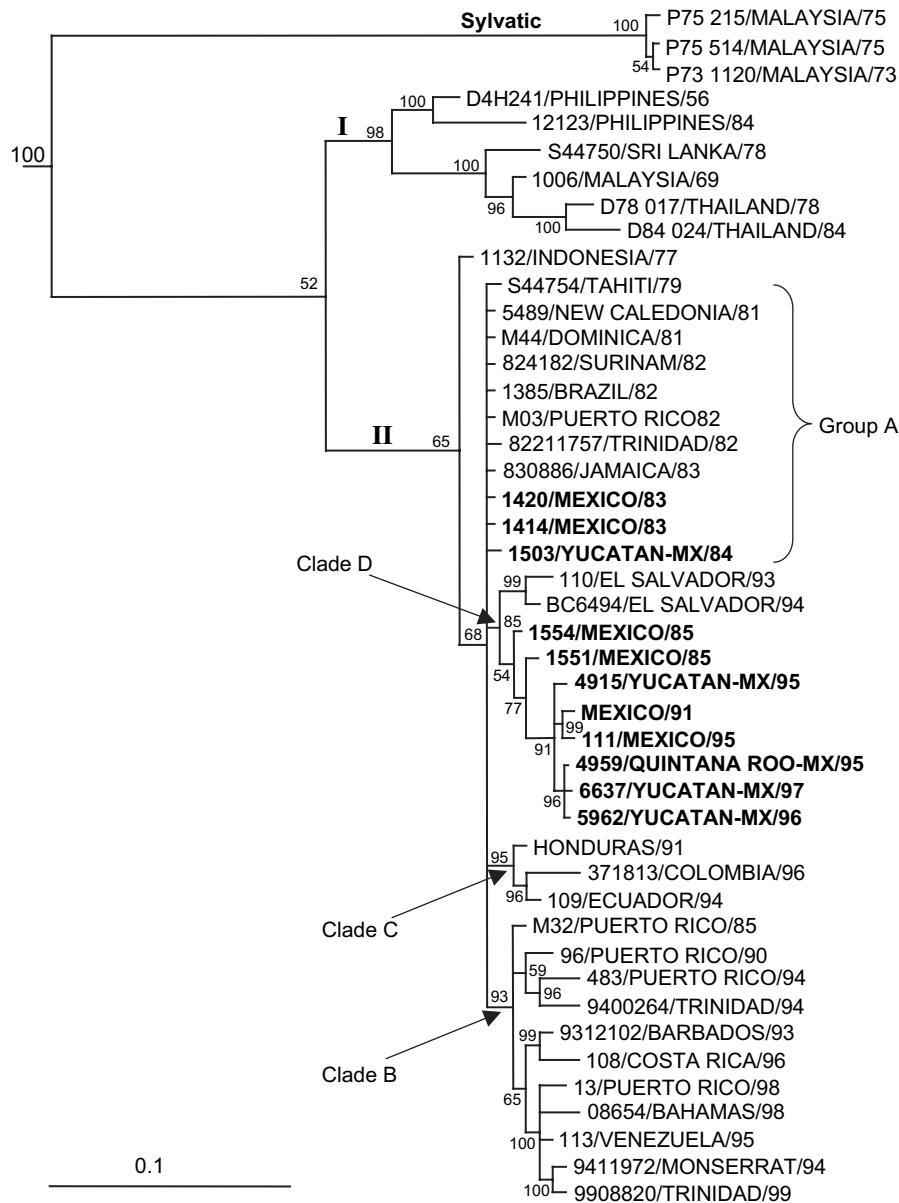 Sylvatic
100
P75 215/MALAYSIA/75
P75 514/MALAYSIA/75
54
P73 1120/MALAYSIA/73
100
D4H241/PHILIPPINES/56
I
98
12123/PHILIPPINES/84
100
S44750/SRI LANKA/78
100
1006/MALAYSIA/69
96
D78 017/THAILAND/78
100
D84 024/THAILAND/84
1132/INDONESIA/77
52
S44754/TAHITI/79
5489/NEW CALEDONIA/81
M44/DOMINICA/81
824182/SURINAM/82
1385/BRAZIL/82
M03/PUERTO RICO82
Group A
II
65
82211757/TRINIDAD/82
830886/JAMAICA/83
1420/MEXICO/83
1414/MEXICO/83
1503/YUCATAN-MX/84
Clade D
99
110/EL SALVADOR/93
BC6494/EL SALVADOR/94
85
68
1554/MEXICO/85
54
1551/MEXICO/85
77
4915/YUCATAN-MX/95
MEXICO/91
99
91
111/MEXICO/95
4959/QUINTANA ROO-MX/95
6637/YUCATAN-MX/97
96
5962/YUCATAN-MX/96
HONDURAS/91
95
371813/COLOMBIA/96
96
109/ECUADOR/94
Clade C
M32/PUERTO RICO/85
96/PUERTO RICO/90
59
483/PUERTO RICO/94
96
93
9400264/TRINIDAD/94
99
9312102/BARBADOS/93
108/COSTA RICA/96
Clade B
13/PUERTO RICO/98
65
08654/BAHAMAS/98
100
113/VENEZUELA/95
9411972/MONSERRAT/94
100
9908820/TRINIDAD/99
0.1